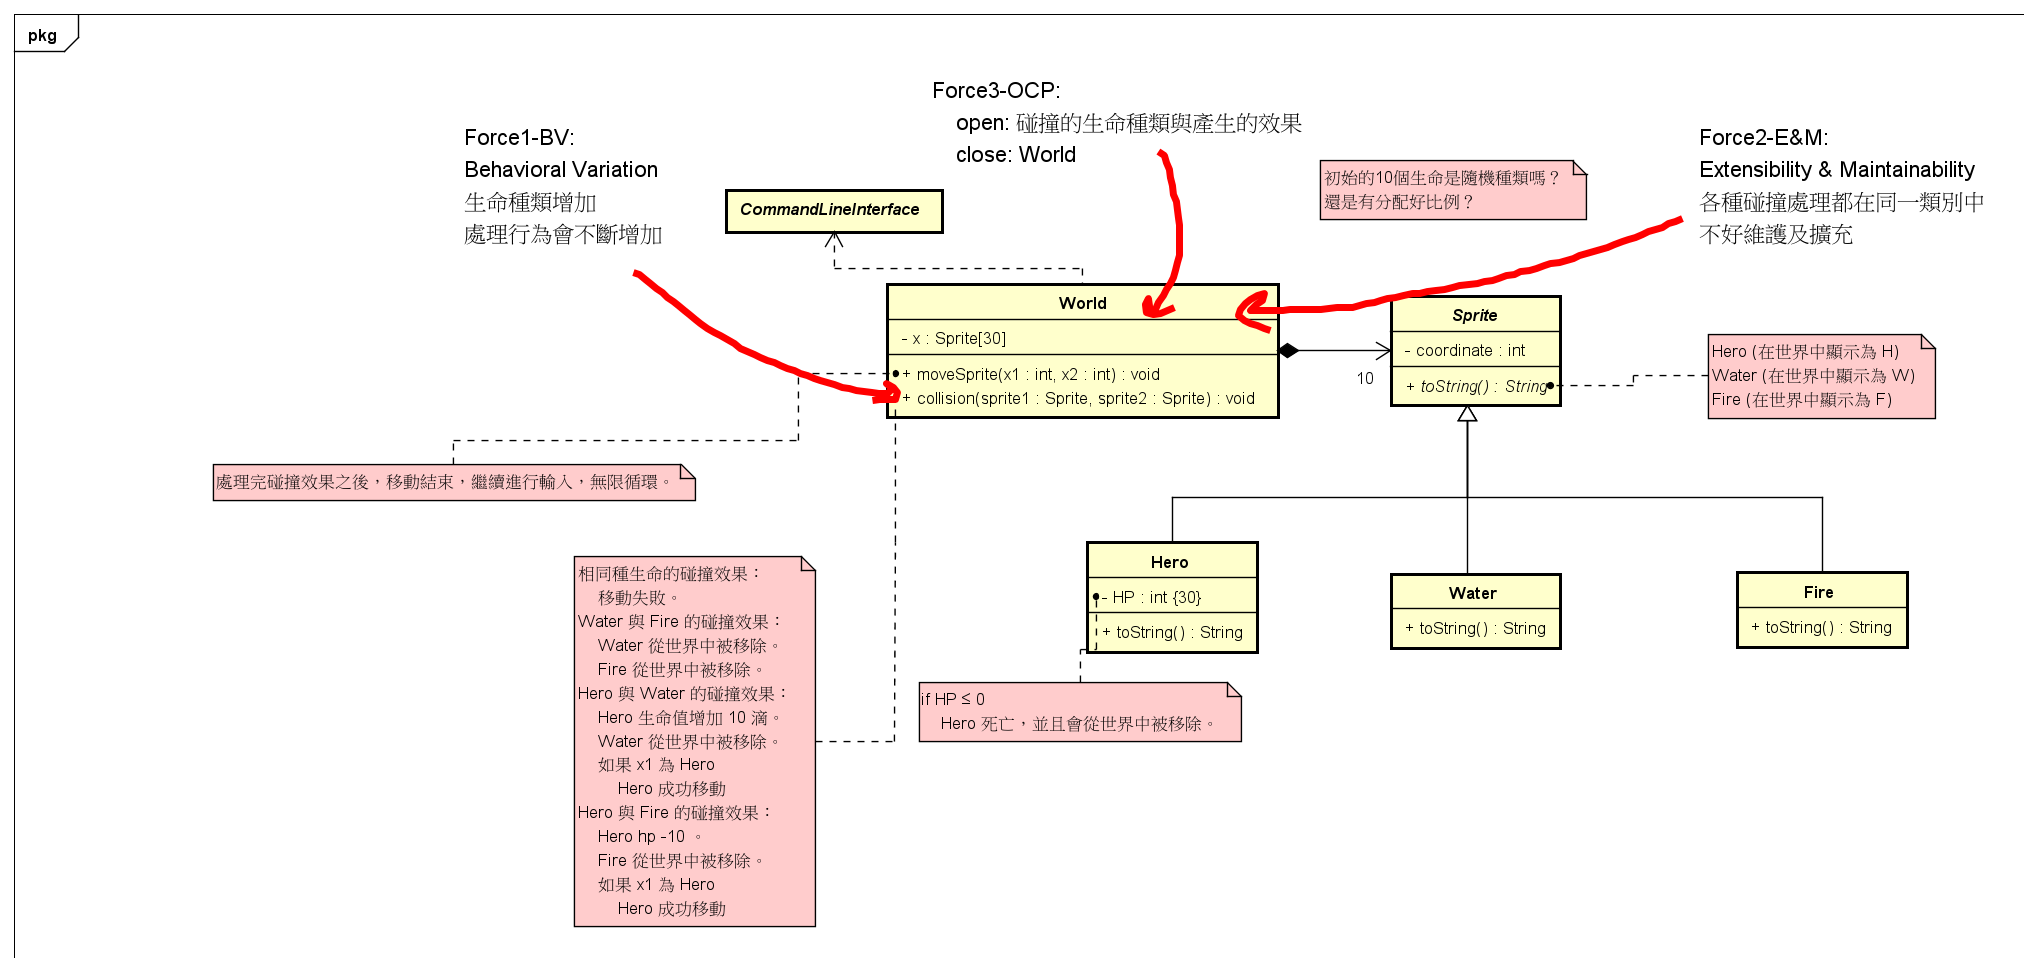 pkg
Force1-BV:
Behavioral Variation
生命種類增加
處理行為會不斷增加
Force3-OCP:
open: 碰撞的生命種類與產生的效果
close: World
Force2-E&M:
Extensibility & Maintainability
各種碰撞處理都在同一類別中
不好維護及擴充
初始的10個生命是隨機種類嗎？
還是有分配好比例？
CommandLineInterface
World
- x : Sprite[30]
+ moveSprite(x1 : int, x2 : int) : void
+ collision(sprite1 : Sprite, sprite2 : Sprite) : void
10
Sprite
- coordinate : int
+ toString() : String
Hero (在世界中顯示為 H)
Water (在世界中顯示為 W)
Fire (在世界中顯示為 F)
處理完碰撞效果之後，移動結束，繼續進行輸入，無限循環。
相同種生命的碰撞效果：
移動失敗。
Water 與 Fire 的碰撞效果：
Water 從世界中被移除。
Fire 從世界中被移除。
Hero 與 Water 的碰撞效果：
Hero 生命值增加 10 滴。
Water 從世界中被移除。
如果 x1 為 Hero
Hero 成功移動
Hero 與 Fire 的碰撞效果：
Hero hp -10 。
Fire 從世界中被移除。
如果 x1 為 Hero
Hero 成功移動
Hero
- HP : int {30}
+ toString() : String
if HP ≤ 0
Hero 死亡，並且會從世界中被移除。
Water
+ toString() : String
Fire
+ toString() : String